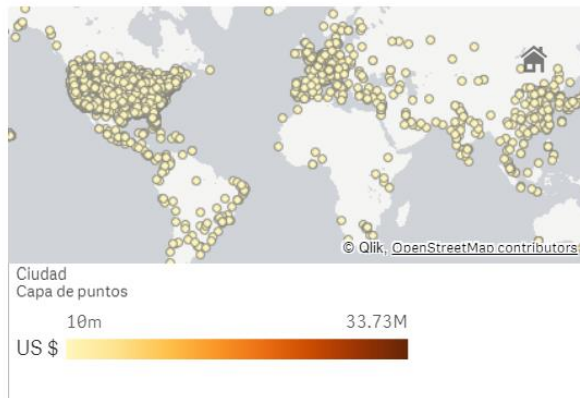 © Qlik, OpenStreetMap contributors
Ciudad
Capa de puntos
10m 33.73M
US $